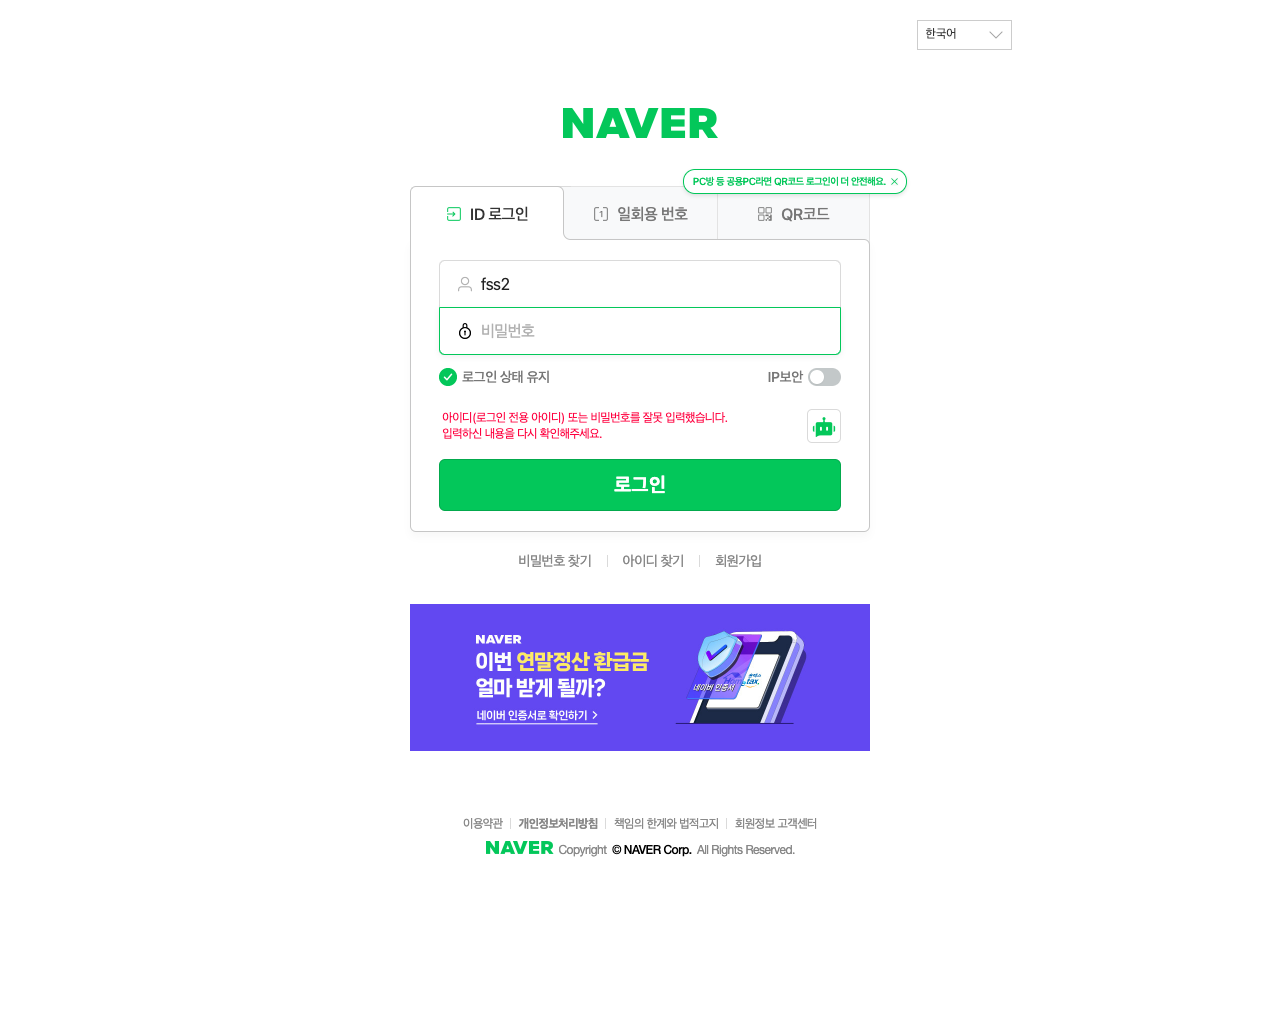 한국어
NAVER
PC방 등 공용PC라면 QR코드 로그인이 더 안전해요.
ID 로그인
일회용 번호
QR코드
fss2
비밀번호
로그인 상태 유지
IP보안
아이디(로그인 전용 아이디) 또는 비밀번호를 잘못 입력했습니다.
입력하신 내용을 다시 확인해주세요.
로그인
비밀번호 찾기
아이디 찾기
회원가입
NAVER
이번 연말정산 환급금
얼마 받게 될까?
네이버 인증서로 확인하기
네이버 인증서
이용약관
개인정보처리방침
책임의 한계와 법적고지
회원정보 고객센터
NAVER Copyright © NAVER Corp. All Rights Reserved.